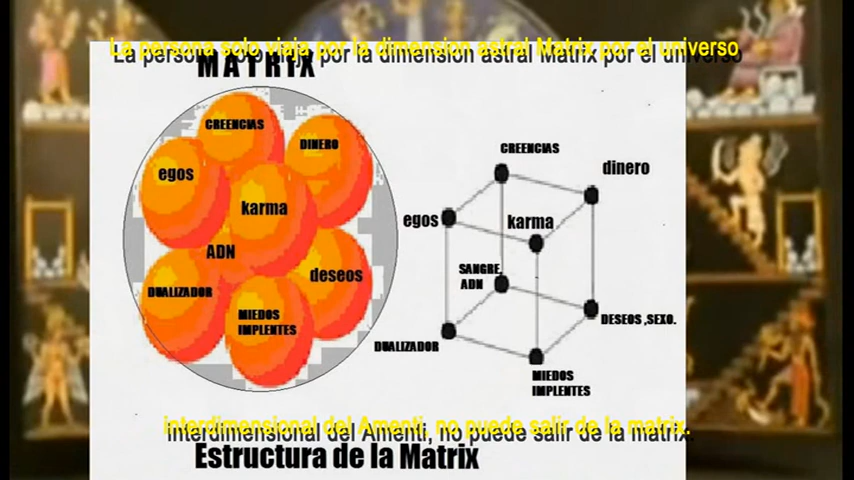 La persona solo viaja por la dimension astral Matrix por el universo
MATRIX
CREENCIAS
DINERO
egos
karma
ADN
deseos
DUALIZADOR
MIEDOS
IMPLENTES
CREENCIAS
dinero
egos
karma
SANGRE,
ADN
DESEOS ,SEXO.
DUALIZADOR
MIEDOS
IMPLENTES
interdimensional del Amenti, no puede salir de la matrix.
Estructura de la Matrix